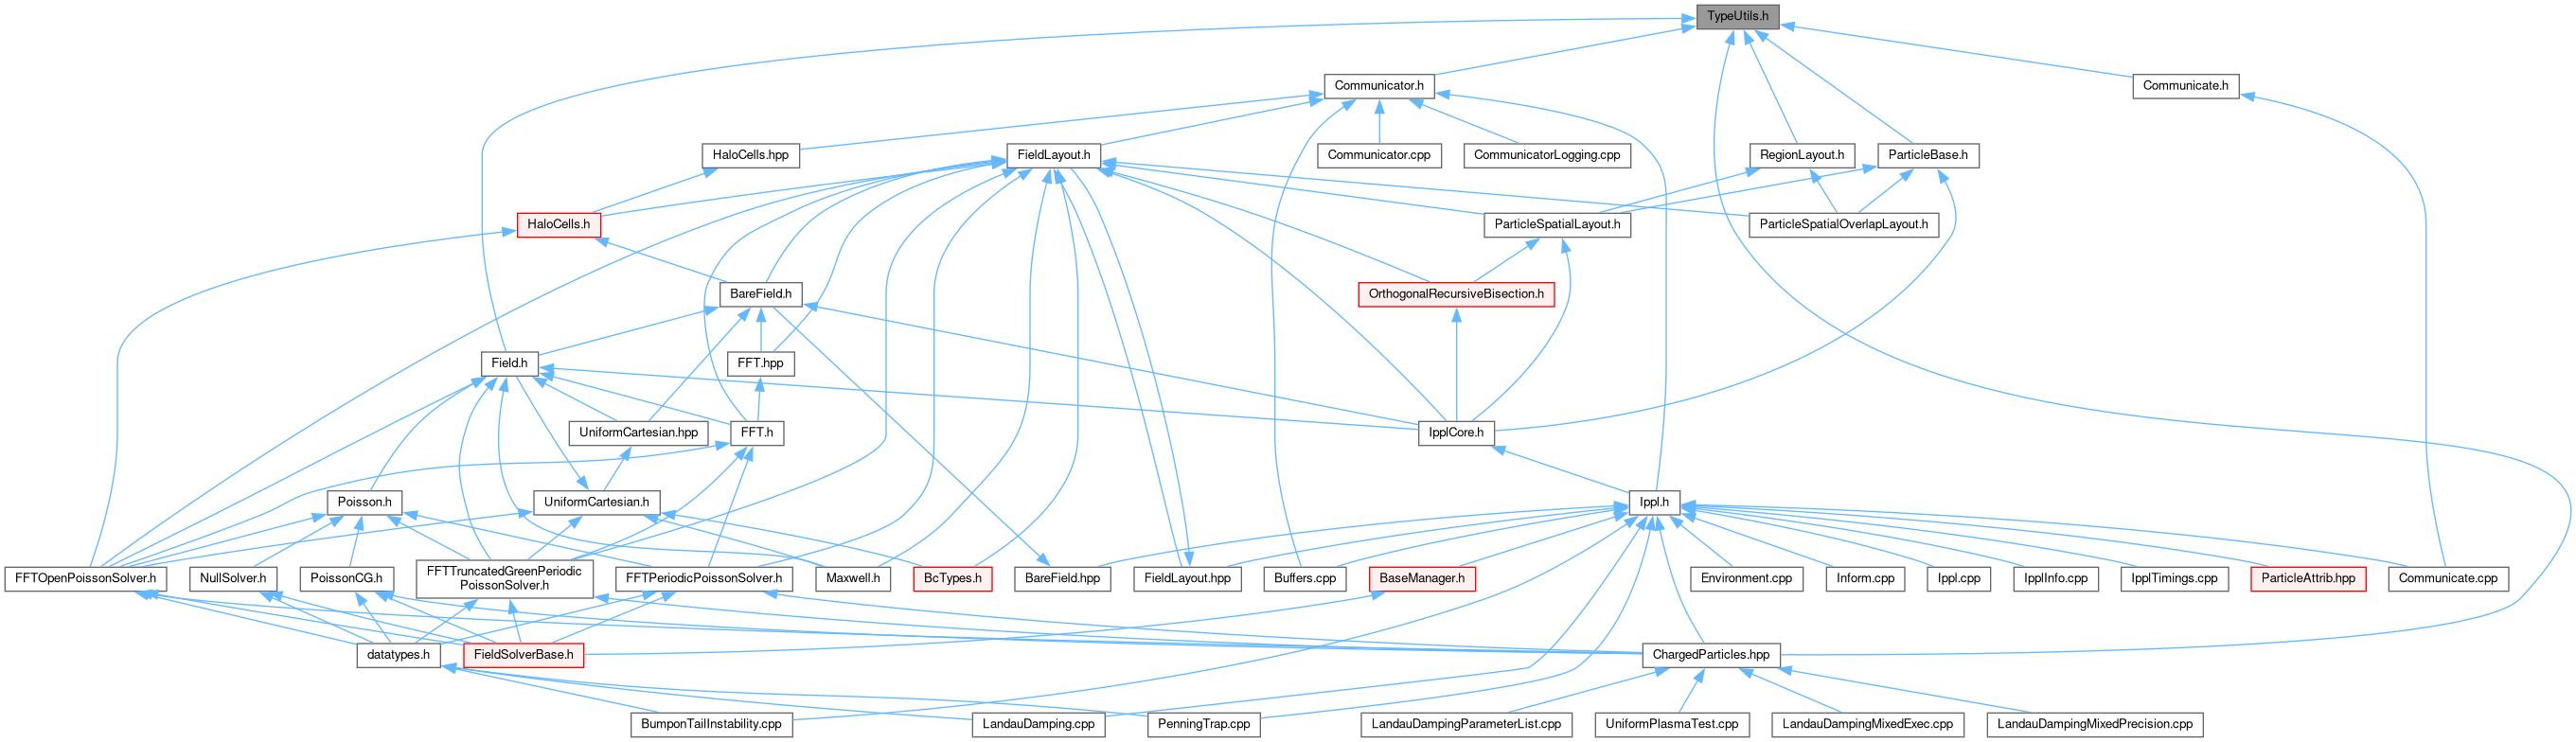 TypeUtils.h
Communicator.h
Communicate.h
HaloCells.hpp
FieldLayout.h
Communicator.cpp
CommunicatorLogging.cpp
RegionLayout.h
ParticleBase.h
HaloCells.h
ParticleSpatialLayout.h
ParticleSpatialOverlapLayout.h
BareField.h
OrthogonalRecursiveBisection.h
Field.h
FFT.hpp
UniformCartesian.hpp
FFT.h
IpplCore.h
Poisson.h
UniformCartesian.h
Ippl.h
FFTOpenPoissonSolver.h
NullSolver.h
PoissonCG.h
FFTTruncatedGreenPeriodic
PoissonSolver.h
FFTPeriodicPoissonSolver.h
Maxwell.h
BcTypes.h
BareField.hpp
FieldLayout.hpp
Buffers.cpp
BaseManager.h
Environment.cpp
Inform.cpp
Ippl.cpp
IpplInfo.cpp
IpplTimings.cpp
ParticleAttrib.hpp
Communicate.cpp
datatypes.h
FieldSolverBase.h
ChargedParticles.hpp
BumponTailInstability.cpp
LandauDamping.cpp
PenningTrap.cpp
LandauDampingParameterList.cpp
UniformPlasmaTest.cpp
LandauDampingMixedExec.cpp
LandauDampingMixedPrecision.cpp